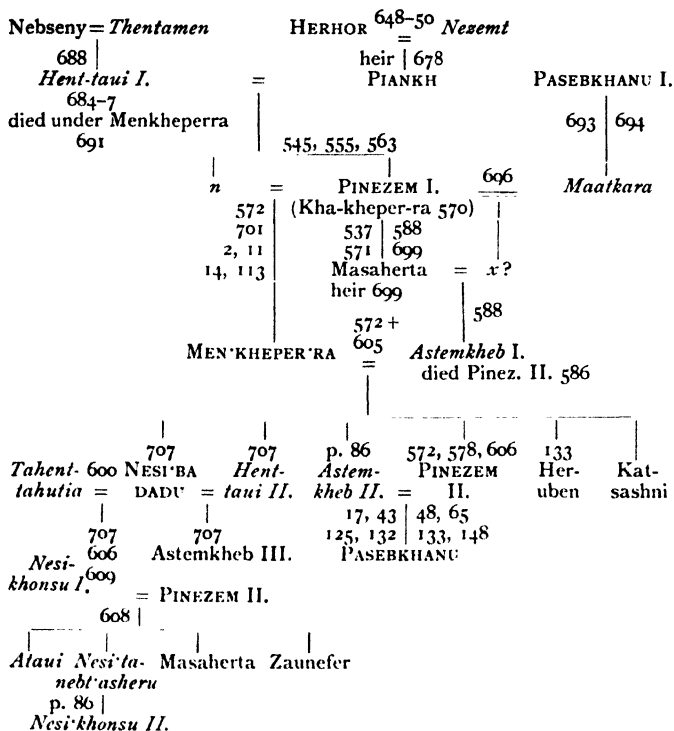 Nebseny = Thentamen HERHOR 648–50 Nezemt
=
688 heir 678
Hent-taui I. = PIANKH PASEBKHANU I.
684–7
died under Menkheperra 693 694
691
545, 555, 563
n = PINEZEM I. 696 Maatkara
572 (Kha-kheper-ra 570)
701 537 588
2, 11 571 699
14, 113 Masaherta = x?
heir 699
588
572 +
MEN·KHEPER·RA 605 Astemkheb I.
= died Pinez. II. 586
707 707 p. 86 572, 578, 606 133
Tahent- 600 NESI·BA Hent- Astem- PINEZEM Her- Kat-
tahutia = DADU = taui II. kheb II. = II. uben sashni
17, 43 48, 65
707 707 125, 132 133, 148
606 Astemkheb III. PASEBKHANU
Nesi-
khonsu I. 609
= PINEZEM II.
608
Ataui Nesi·ta- Masaherta Zaunefer
nebt·asheru
p. 86
Nesi·khonsu II.